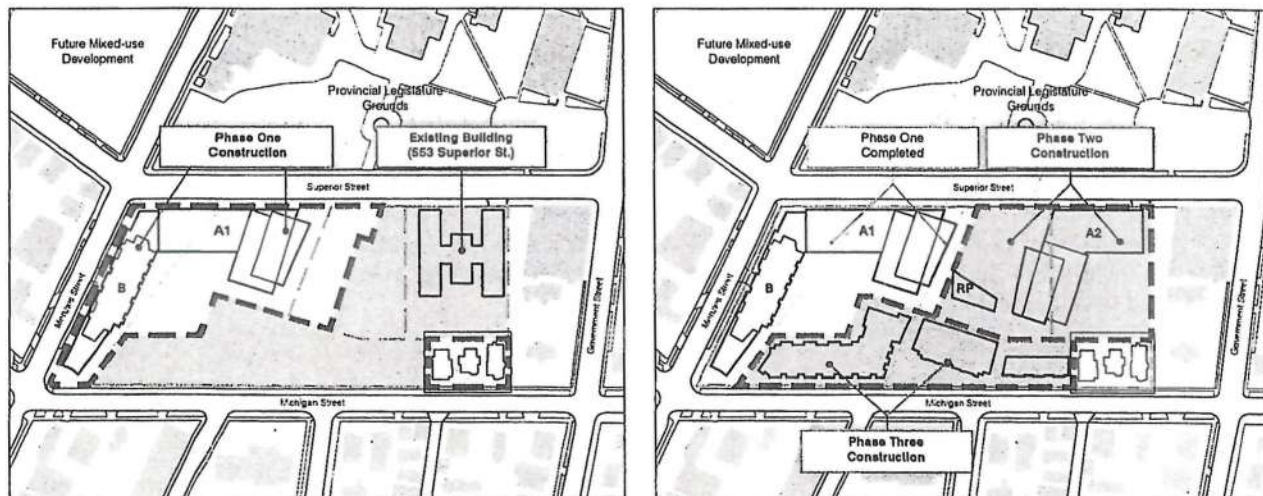 Future Mixed-use
Development
Provincial Legislature
Grounds
Phase One
Construction
Existing Building
(553 Superior St.)
Superior Street
A1
B
Menzies Street
Government Street
Michigan Street
Future Mixed-use
Development
Provincial Legislature
Grounds
Phase One
Completed
Phase Two
Construction
Superior Street
A1
A2
B
RP
Menzies Street
Government Street
Michigan Street
Phase Three
Construction